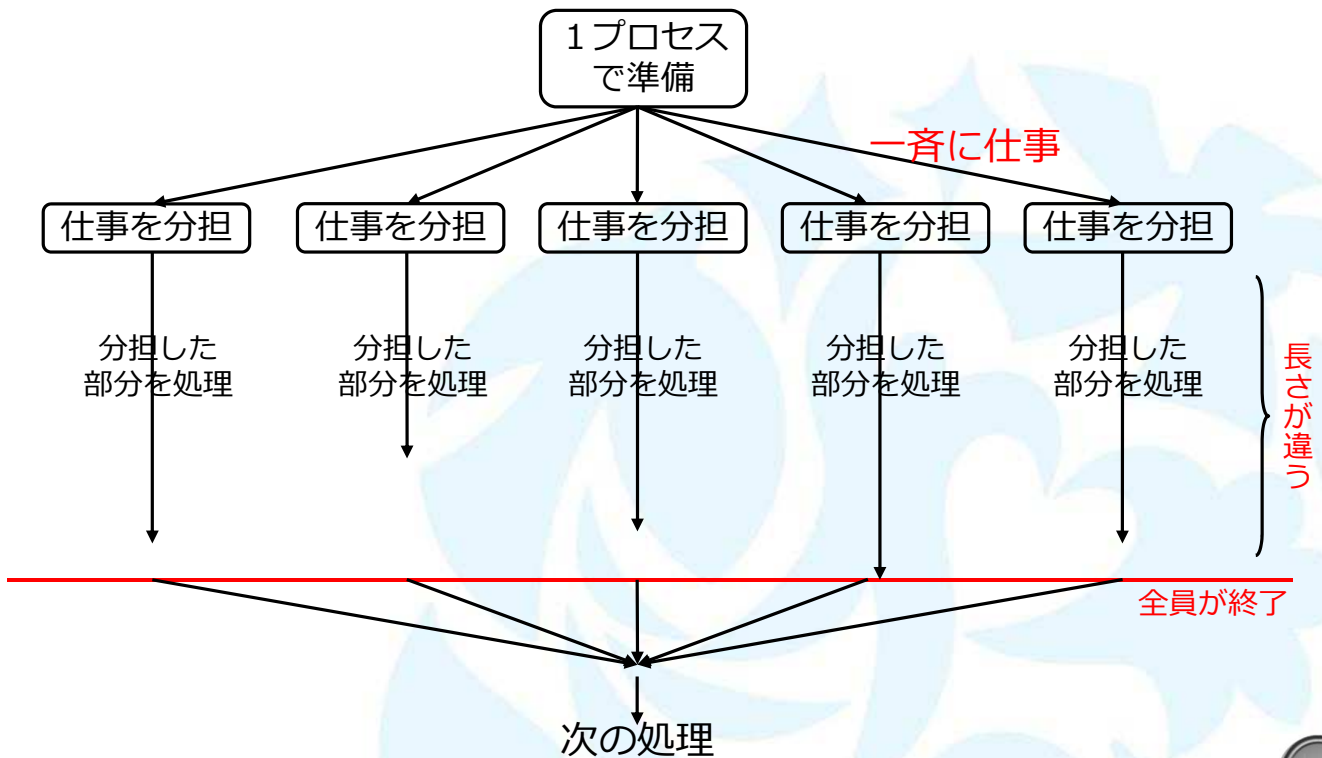 １プロセス
で準備
一斉に仕事
仕事を分担
仕事を分担
仕事を分担
仕事を分担
仕事を分担
分担した
部分を処理
分担した
部分を処理
分担した
部分を処理
分担した
部分を処理
分担した
部分を処理
長さが違う
全員が終了
次の処理